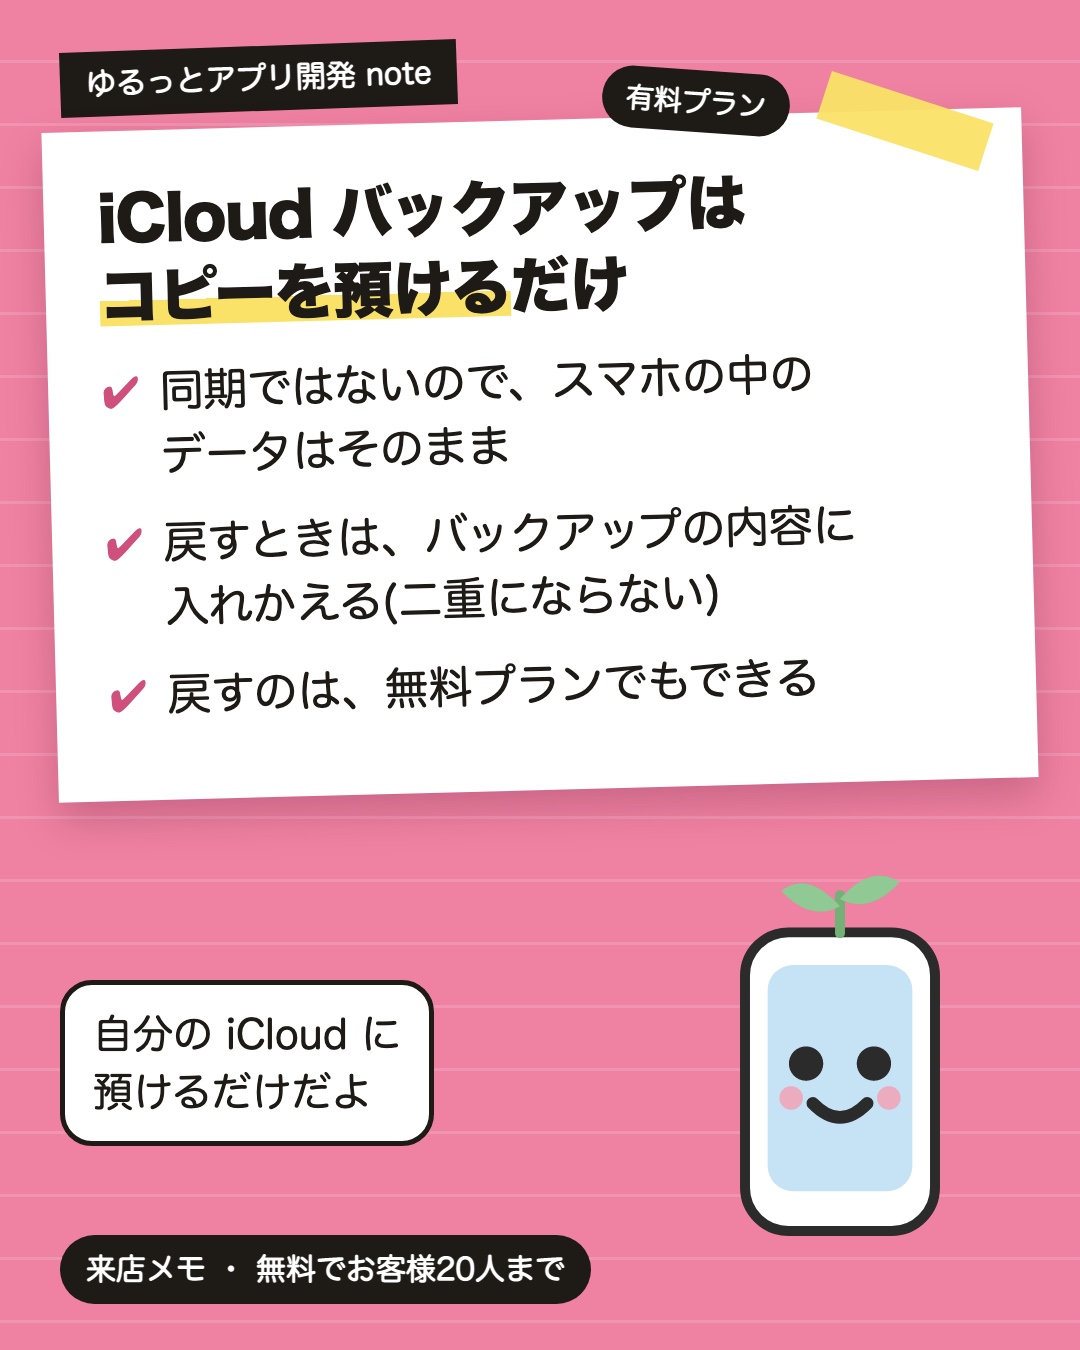 ゆるっとアプリ開発 note
有料プラン
iCloud バックアップは
コピーを預けるだけ
✔ 同期ではないので、スマホの中の
データはそのまま
✔ 戻すときは、バックアップの内容に
入れかえる(二重にならない)
✔ 戻すのは、無料プランでもできる
自分の iCloud に
預けるだけだよ
来店メモ ・ 無料でお客様20人まで